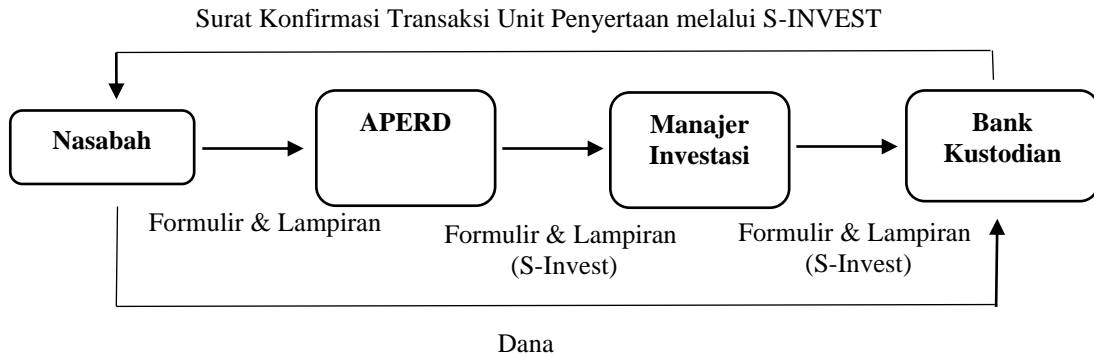 Surat Konfirmasi Transaksi Unit Penyertaan melalui S-INVEST
Nasabah
APERD
Manajer
Investasi
Bank
Kustodian
Formulir & Lampiran
Formulir & Lampiran
(S-Invest)
Formulir & Lampiran
(S-Invest)
Dana